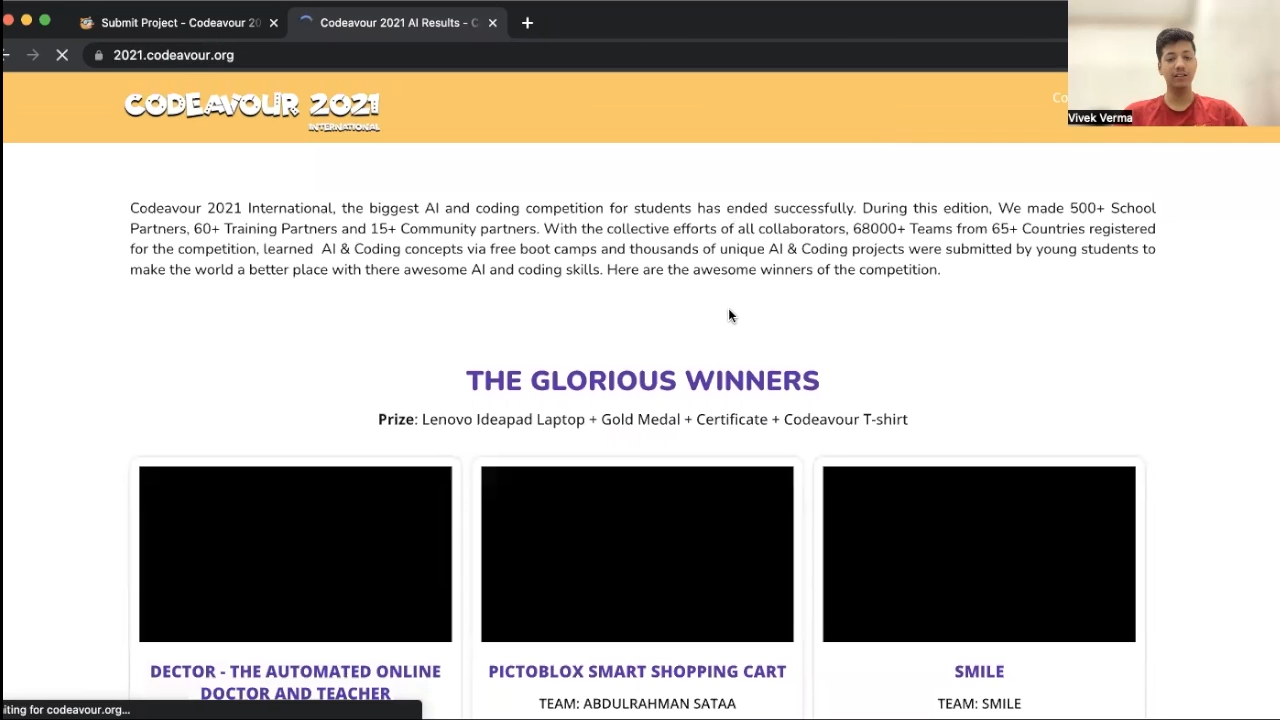 Submit Project - Codeavour 20
Codeavour 2021 AI Results - C
2021.codeavour.org
CODEAVOUR 2021
INTERNATIONAL
Co
Vivek Verma
Codeavour 2021 International, the biggest AI and coding competition for students has ended successfully. During this edition, We made 500+ School
Partners, 60+ Training Partners and 15+ Community partners. With the collective efforts of all collaborators, 68000+ Teams from 65+ Countries registered
for the competition, learned AI & Coding concepts via free boot camps and thousands of unique AI & Coding projects were submitted by young students to
make the world a better place with there awesome AI and coding skills. Here are the awesome winners of the competition.
THE GLORIOUS WINNERS
Prize: Lenovo Ideapad Laptop + Gold Medal + Certificate + Codeavour T-shirt
DECTOR - THE AUTOMATED ONLINE
DOCTOR AND TEACHER
PICTOBLOX SMART SHOPPING CART
TEAM: ABDULRAHMAN SATAA
SMILE
TEAM: SMILE
iting for codeavour.org...